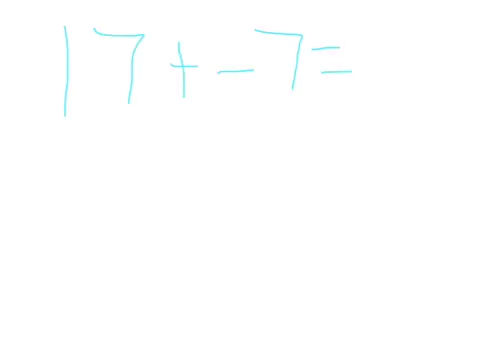 17 + -7 =